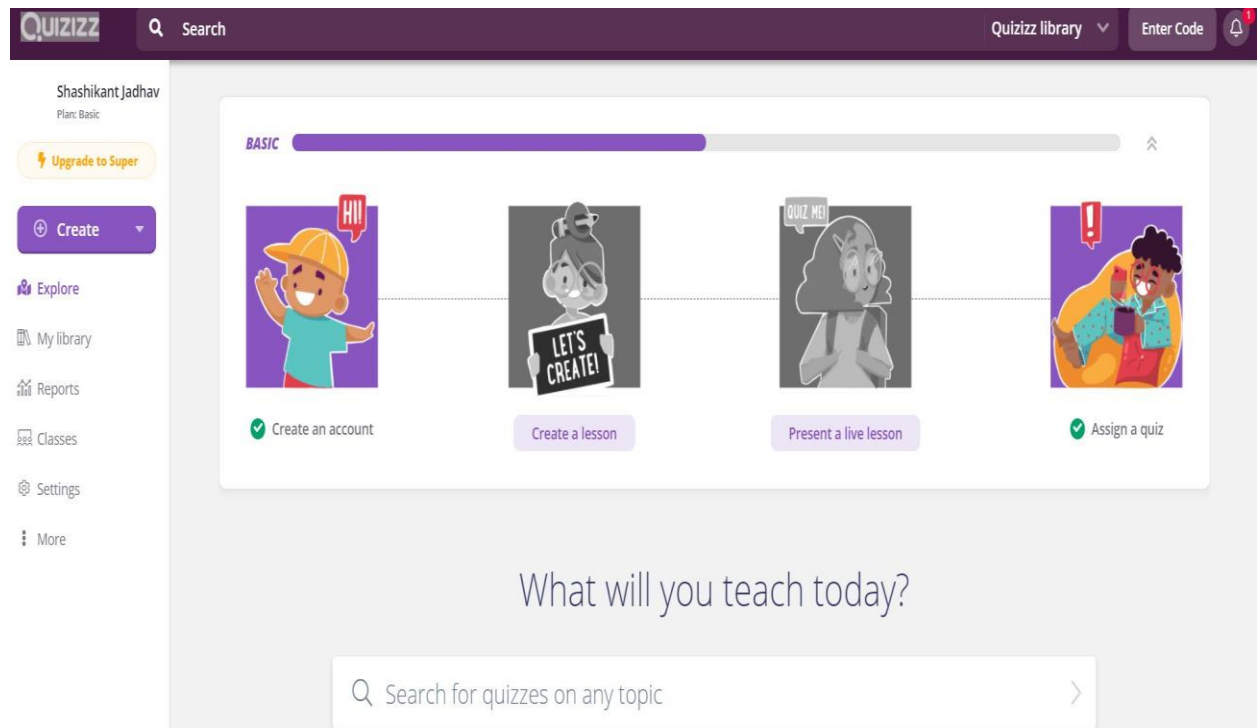 QUIZIZZ
Search
Quizizz library
Enter Code
1
Shashikant Jadhav
Plan: Basic
Upgrade to Super
Create
Explore
My library
Reports
Classes
Settings
More
BASIC
HI!
LET'S
CREATE!
QUIZ ME!
!
Create an account
Create a lesson
Present a live lesson
Assign a quiz
What will you teach today?
Search for quizzes on any topic